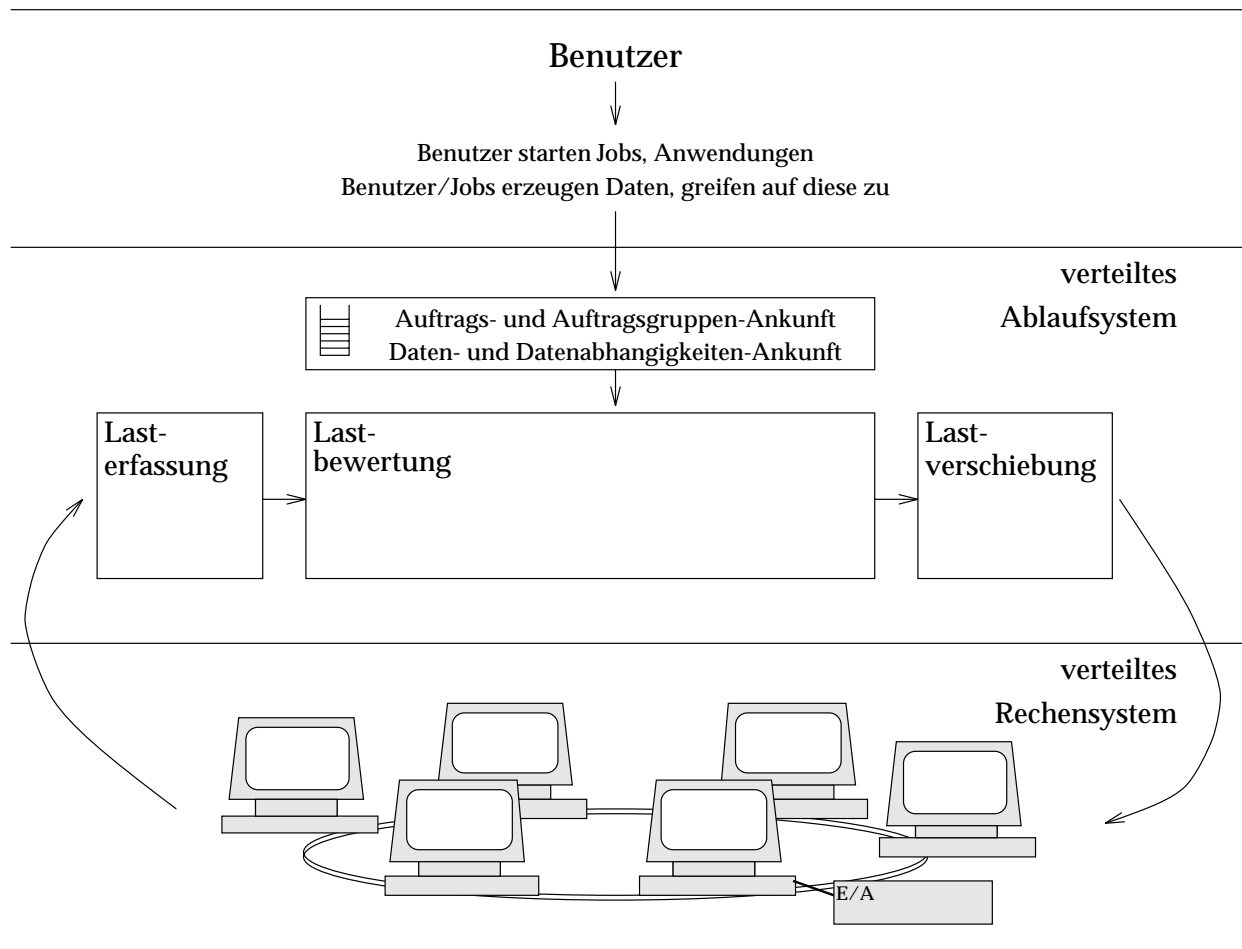 Benutzer
Benutzer starten Jobs, Anwendungen
Benutzer/Jobs erzeugen Daten, greifen auf diese zu
verteiltes
Ablaufsystem
Auftrags- und Auftragsgruppen-Ankunft
Daten- und Datenabhangigkeiten-Ankunft
Last-
erfassung
Last-
bewertung
Last-
verschiebung
verteiltes
Rechensystem
E/A